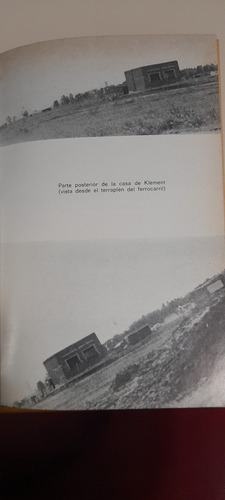 Parte posterior de la casa de Klement
(vista desde el terraplén del ferrocarril)